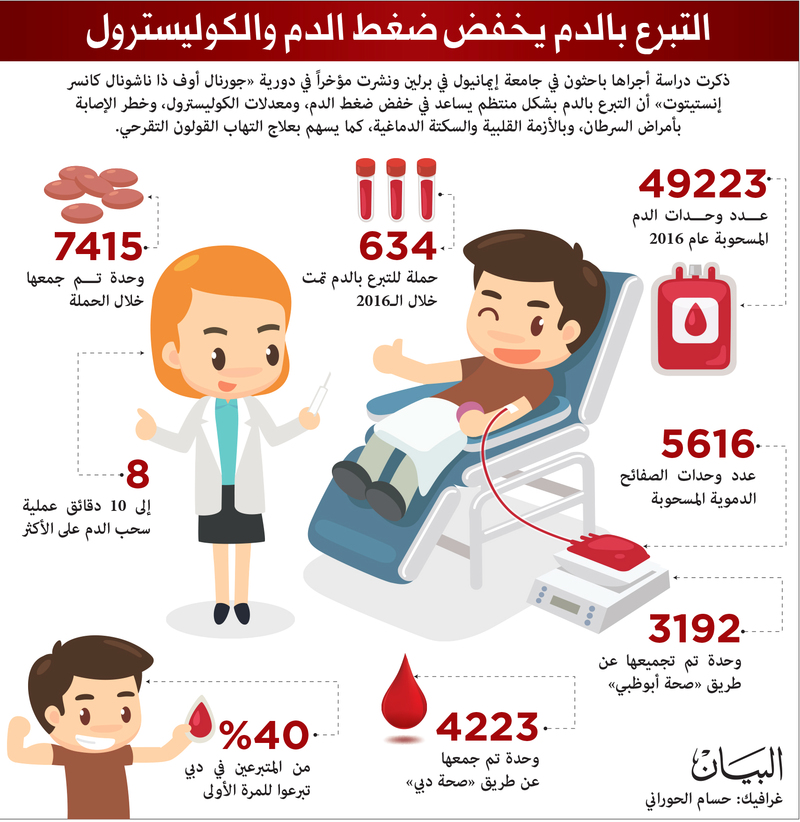 التبرع بالدم يخفض ضغط الدم والكوليسترول
ذكرت دراسة أجراها باحثون في جامعة إيمانيول في برلين ونشرت مؤخراً في دورية «جورنال أوف ذا ناشونال كانسر
إنستيتوت» أن التبرع بالدم بشكل منتظم يساعد في خفض ضغط الدم، ومعدلات الكوليسترول، وخطر الإصابة
بأمراض السرطان، وبالأزمة القلبية والسكتة الدماغية، كما يسهم بعلاج التهاب القولون التقرحي.
49223
عـــدد وحـــدات الدم
المسحوبة عام 2016
634
حملة للتبرع بالدم تمت
خلال الـ2016
7415
وحدة تـــم جمعها
خلال الحملة
8
إلى 10 دقائق عملية
سحب الدم على الأكثر
5616
عدد وحدات الصفائح
الدموية المسحوبة
3192
وحدة تم تجميعها عن
طريق «صحة أبوظبي»
4223
وحدة تم جمعها
عن طريق «صحة دبي»
%40
من المتبرعين في دبي
تبرعوا للمرة الأولى
البيان
غرافيك: حسام الحوراني